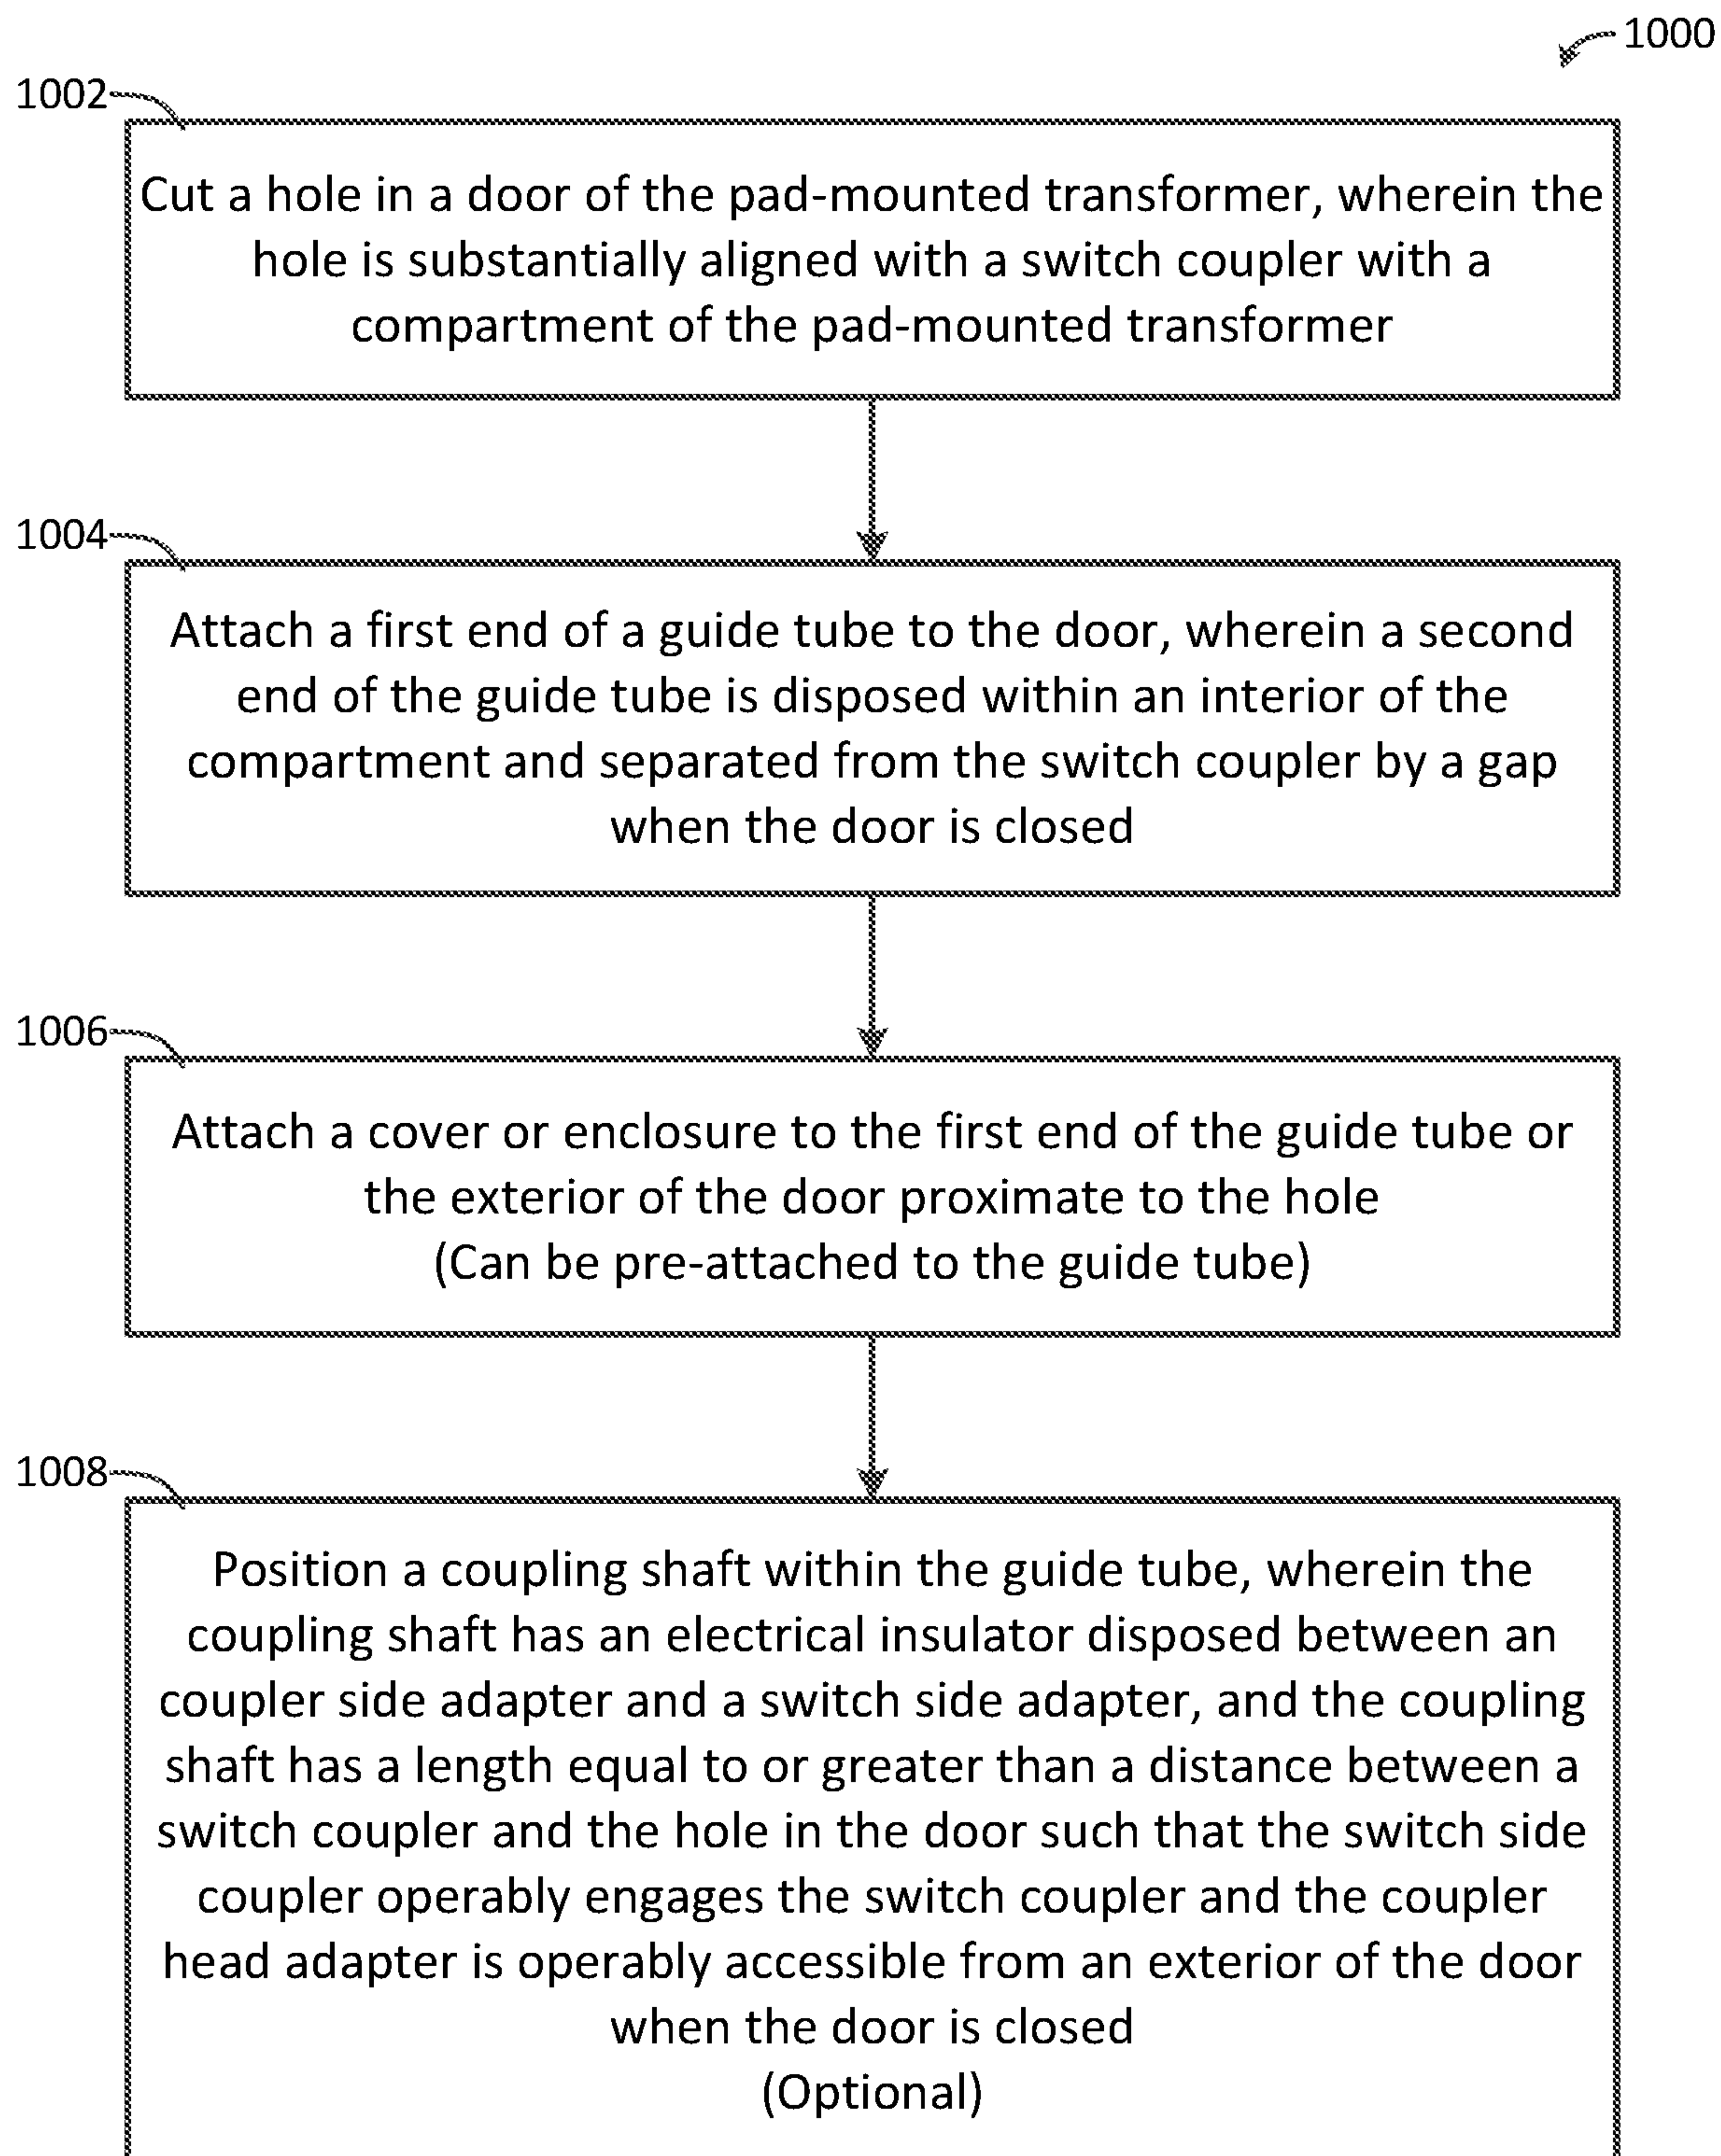 1000
1002
Cut a hole in a door of the pad-mounted transformer, wherein the
hole is substantially aligned with a switch coupler with a
compartment of the pad-mounted transformer
1004
Attach a first end of a guide tube to the door, wherein a second
end of the guide tube is disposed within an interior of the
compartment and separated from the switch coupler by a gap
when the door is closed
1006
Attach a cover or enclosure to the first end of the guide tube or
the exterior of the door proximate to the hole
(Can be pre-attached to the guide tube)
1008
Position a coupling shaft within the guide tube, wherein the
coupling shaft has an electrical insulator disposed between an
coupler side adapter and a switch side adapter, and the coupling
shaft has a length equal to or greater than a distance between a
switch coupler and the hole in the door such that the switch side
coupler operably engages the switch coupler and the coupler
head adapter is operably accessible from an exterior of the door
when the door is closed
(Optional)